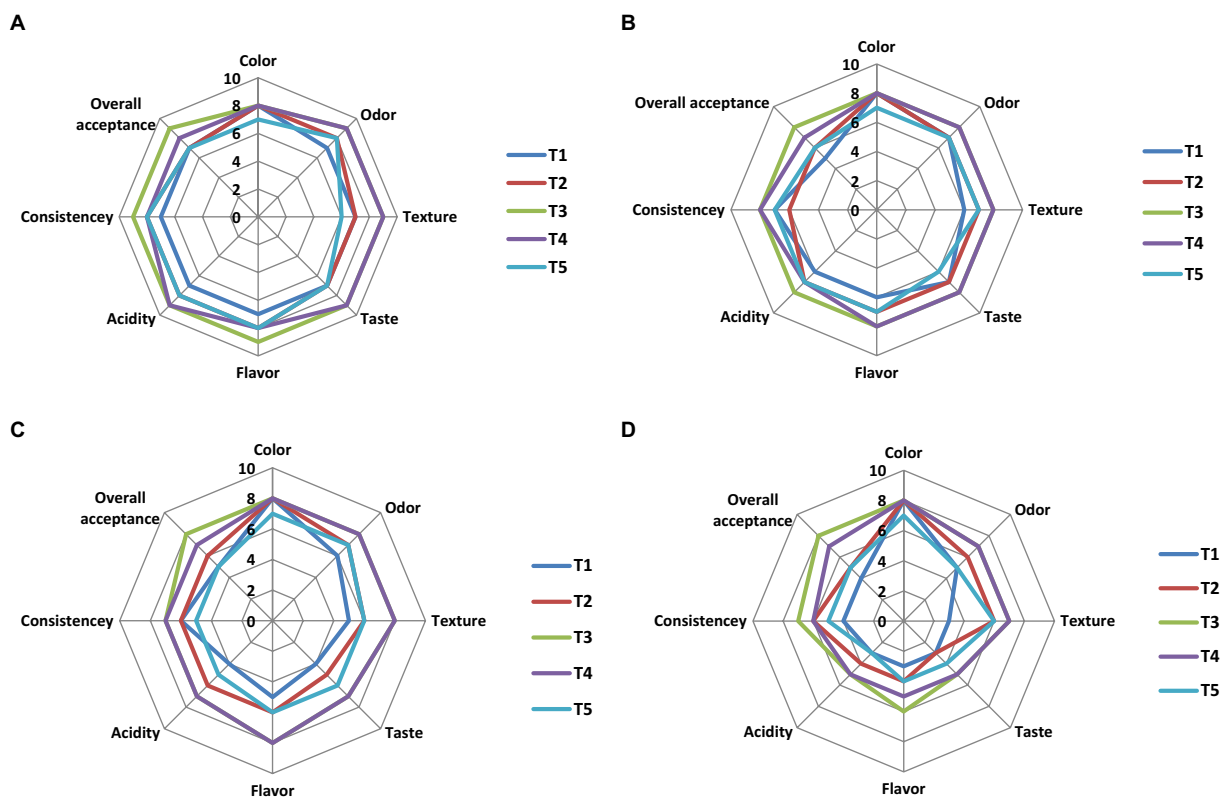 A
Color
10
8
6
4
2
0
Odor
Texture
Taste
Flavor
Acidity
Consistencey
Overall
acceptance
T1
T2
T3
T4
T5
B
Color
10
8
6
4
2
0
Odor
Texture
Taste
Flavor
Acidity
Consistencey
Overall acceptance
T1
T2
T3
T4
T5
C
Color
10
8
6
4
2
0
Odor
Texture
Taste
Flavor
Acidity
Consistencey
Overall
acceptance
T1
T2
T3
T4
T5
D
Color
10
8
6
4
2
0
Odor
Texture
Taste
Flavor
Acidity
Consistencey
Overall
acceptance
T1
T2
T3
T4
T5